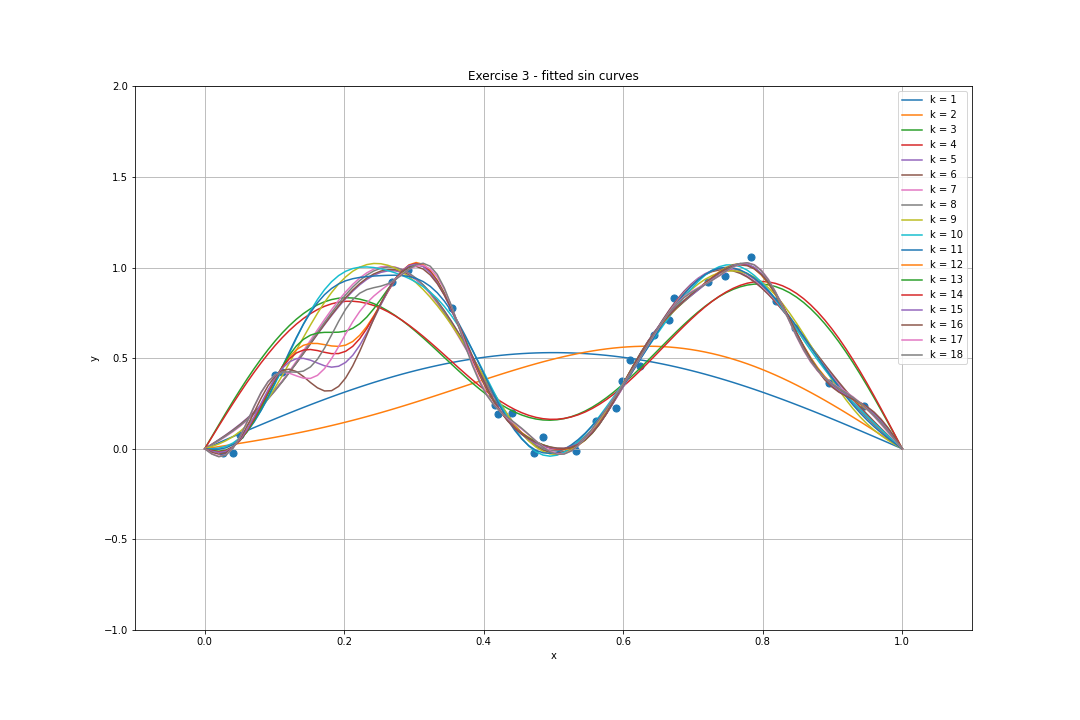 Exercise 3 - fitted sin curves
2.0
1.5
1.0
0.5
0.0
−0.5
−1.0
y
0.0
0.2
0.4
0.6
0.8
1.0
x
k = 1
k = 2
k = 3
k = 4
k = 5
k = 6
k = 7
k = 8
k = 9
k = 10
k = 11
k = 12
k = 13
k = 14
k = 15
k = 16
k = 17
k = 18